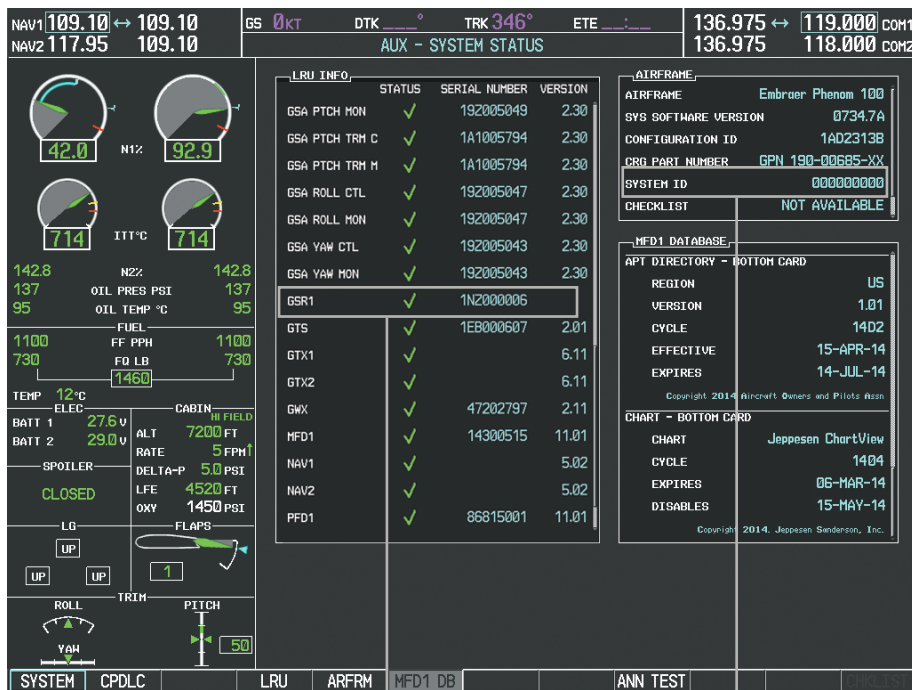 NAV1 109.10 ↔ 109.10
NAV2 117.95 109.10
GS 0KT DTK ___° TRK 346° ETE __:__
AUX - SYSTEM STATUS
136.975 ↔ 119.000 COM1
136.975 118.000 COM2
42.0 N1% 92.9
714 ITT°C 714
142.8 N2% 142.8
137 OIL PRES PSI 137
95 OIL TEMP °C 95
FUEL
1100 FF PPH 1100
730 FQ LB 730
1460
TEMP 12°C
ELEC
BATT 1 27.6 V
BATT 2 29.0 V
SPOILER
CLOSED
CABIN
HI FIELD
ALT 7200 FT
RATE 5 FPM↑
DELTA-P 5.0 PSI
LFE 4520 FT
OXY 1450 PSI
LG
UP
UP UP
FLAPS
1
TRIM
ROLL
YAW
PITCH
50
LRU INFO
STATUS SERIAL NUMBER VERSION
GSA PTCH MON ✓ 19Z005049 2.30
GSA PTCH TRM C ✓ 1A1005794 2.30
GSA PTCH TRM M ✓ 1A1005794 2.30
GSA ROLL CTL ✓ 19Z005047 2.30
GSA ROLL MON ✓ 19Z005047 2.30
GSA YAW CTL ✓ 19Z005043 2.30
GSA YAW MON ✓ 19Z005043 2.30
GSR1 ✓ 1NZ000006
GTS ✓ 1EB000607 2.01
GTX1 ✓ 6.11
GTX2 ✓ 6.11
GWX ✓ 47202797 2.11
MFD1 ✓ 14300515 11.01
NAV1 ✓ 5.02
NAV2 ✓ 5.02
PFD1 ✓ 86815001 11.01
AIRFRAME
AIRFRAME Embraer Phenom 100
SYS SOFTWARE VERSION 0734.7A
CONFIGURATION ID 1AD2313B
CRG PART NUMBER GPN 190-00685-XX
SYSTEM ID 000000000
CHECKLIST NOT AVAILABLE
MFD1 DATABASE
APT DIRECTORY - BOTTOM CARD
REGION US
VERSION 1.01
CYCLE 14D2
EFFECTIVE 15-APR-14
EXPIRES 14-JUL-14
Copyright 2014 Aircraft Owners and Pilots Assn
CHART - BOTTOM CARD
CHART Jeppesen ChartView
CYCLE 1404
EXPIRES 06-MAR-14
DISABLES 15-MAY-14
Copyright 2014, Jeppesen Sanderson, Inc.
SYSTEM CPDLC LRU ARFRM MFD1 DB ANN TEST CHKLIST